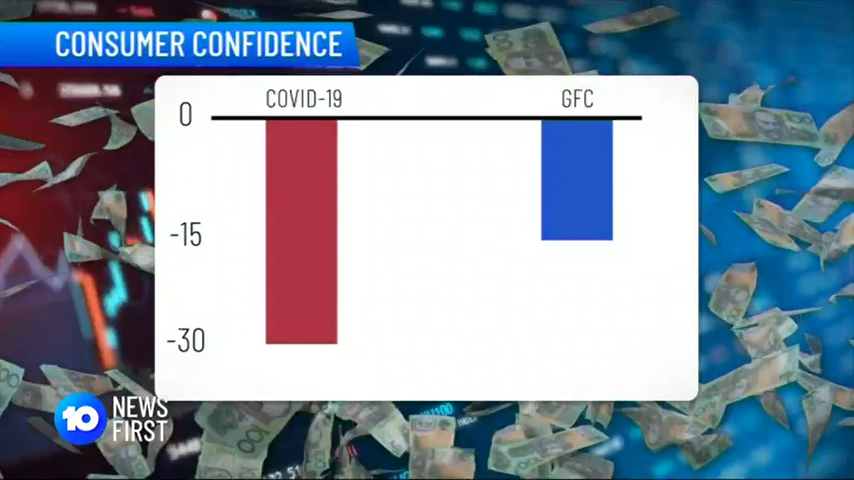 CONSUMER CONFIDENCE
COVID-19
GFC
0
-15
-30
10
NEWS
FIRST